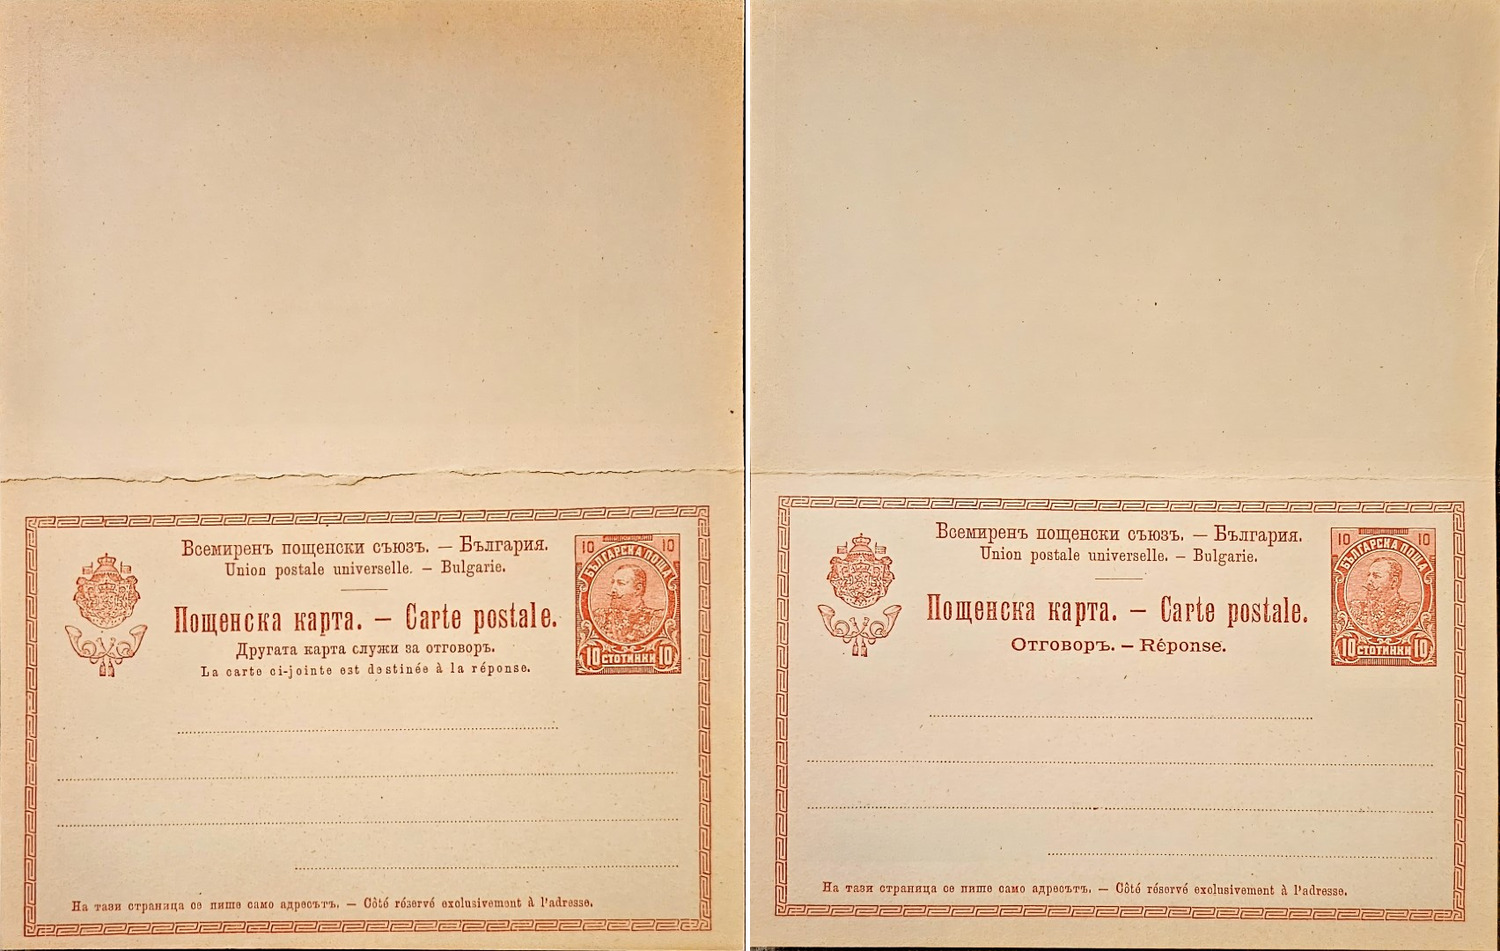 Всемиренъ пощенски съюзъ. — България.
Union postale universelle. — Bulgarie.
Пощенска карта. — Carte postale.
Другата карта служи за отговоръ.
La carte ci-jointe est destinée à la réponse.
10 10
БЪЛГАРСКА ПОЩА
10 СТОТИНКИ 10
На тази страница се пише само адресътъ. — Côté réservé exclusivement à l'adresse.
Всемиренъ пощенски съюзъ. — България.
Union postale universelle. — Bulgarie.
Пощенска карта. — Carte postale.
Отговоръ. — Réponse.
10 10
БЪЛГАРСКА ПОЩА
10 СТОТИНКИ 10
На тази страница се пише само адресътъ. — Côté réservé exclusivement à l'adresse.